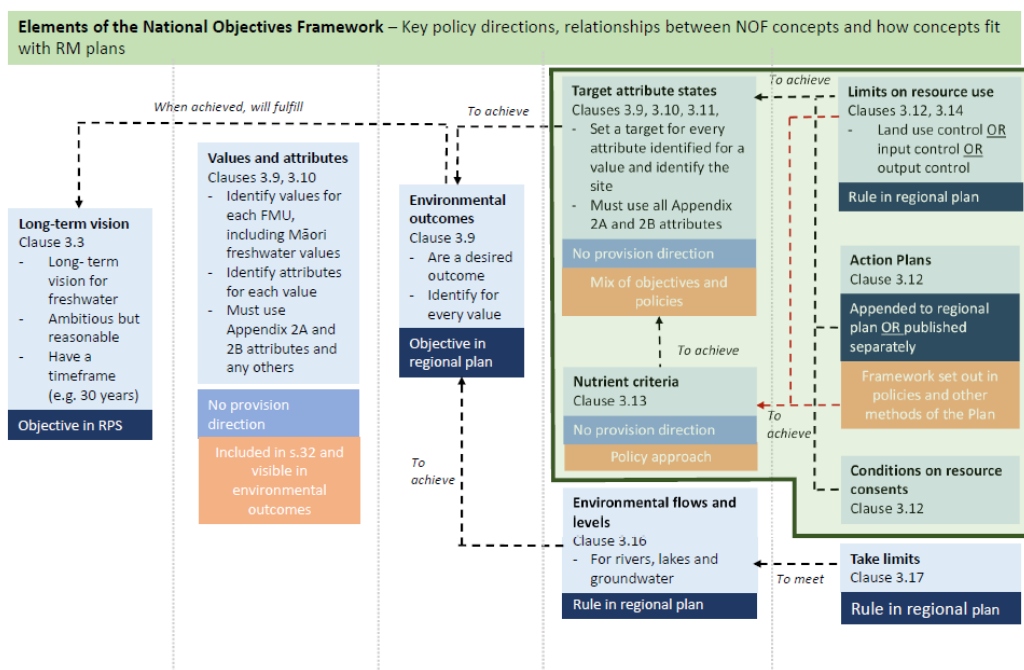 Elements of the National Objectives Framework – Key policy directions, relationships between NOF concepts and how concepts fit
with RM plans
When achieved, will fulfill
To achieve
To achieve
Long-term vision
Clause 3.3
- Long- term
vision for
freshwater
- Ambitious but
reasonable
- Have a
timeframe
(e.g. 30 years)
Objective in RPS
Values and attributes
Clauses 3.9, 3.10
- Identify values for
each FMU,
including Māori
freshwater values
- Identify attributes
for each value
- Must use
Appendix 2A and
2B attributes and
any others
No provision
direction
Included in s.32 and
visible in
environmental
outcomes
Environmental
outcomes
Clause 3.9
- Are a desired
outcome
- Identify for
every value
Objective in
regional plan
To
achieve
Target attribute states
Clauses 3.9, 3.10, 3.11,
- Set a target for every
attribute identified for a
value and identify the
site
- Must use all Appendix
2A and 2B attributes
No provision direction
Mix of objectives and
policies
To achieve
Nutrient criteria
Clause 3.13
No provision direction
Policy approach
To
achieve
Environmental flows and
levels
Clause 3.16
- For rivers, lakes and
groundwater
Rule in regional plan
To meet
Limits on resource use
Clauses 3.12, 3.14
- Land use control OR
input control OR
output control
Rule in regional plan
Action Plans
Clause 3.12
Appended to regional
plan OR published
separately
Framework set out in
policies and other
methods of the Plan
Conditions on resource
consents
Clause 3.12
Take limits
Clause 3.17
Rule in regional plan